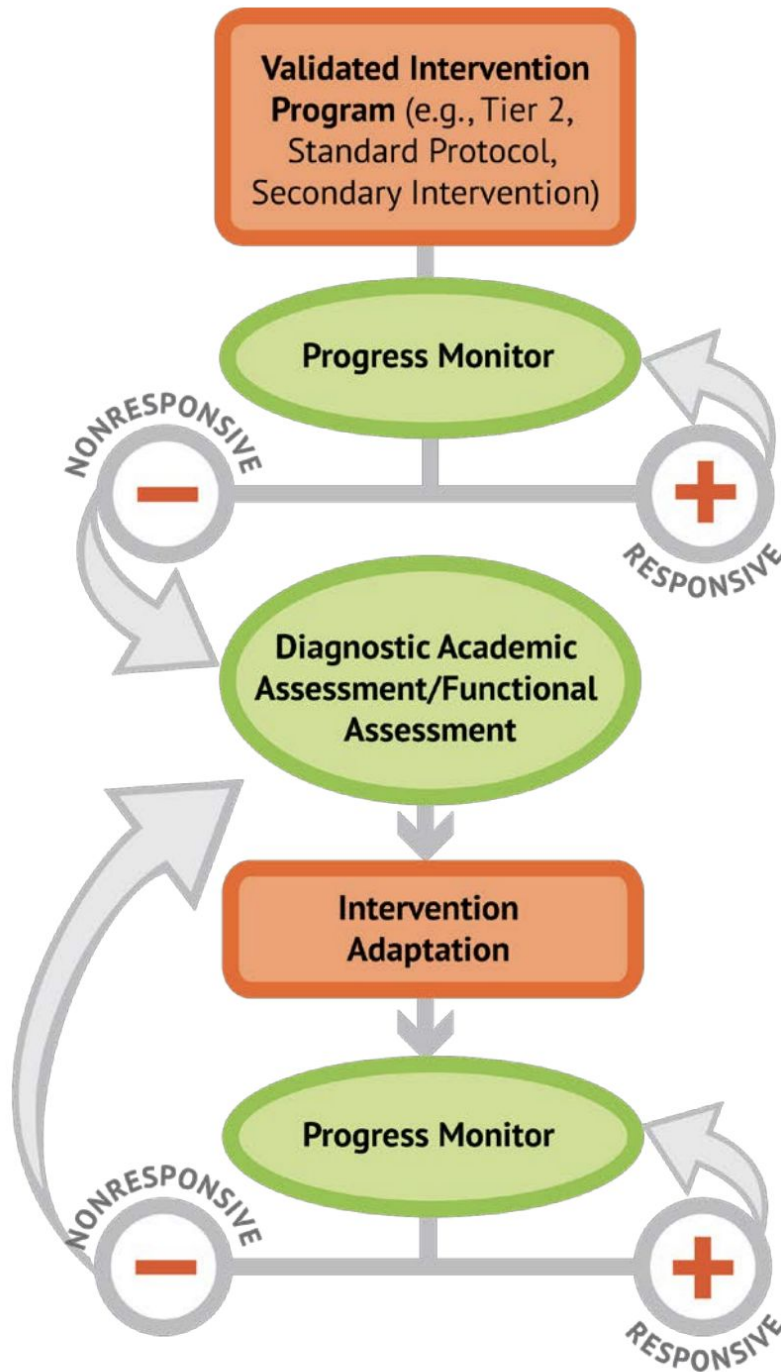 Validated Intervention
Program (e.g., Tier 2,
Standard Protocol,
Secondary Intervention)
Progress Monitor
NONRESPONSIVE
RESPONSIVE
Diagnostic Academic
Assessment/Functional
Assessment
Intervention
Adaptation
Progress Monitor
NONRESPONSIVE
RESPONSIVE